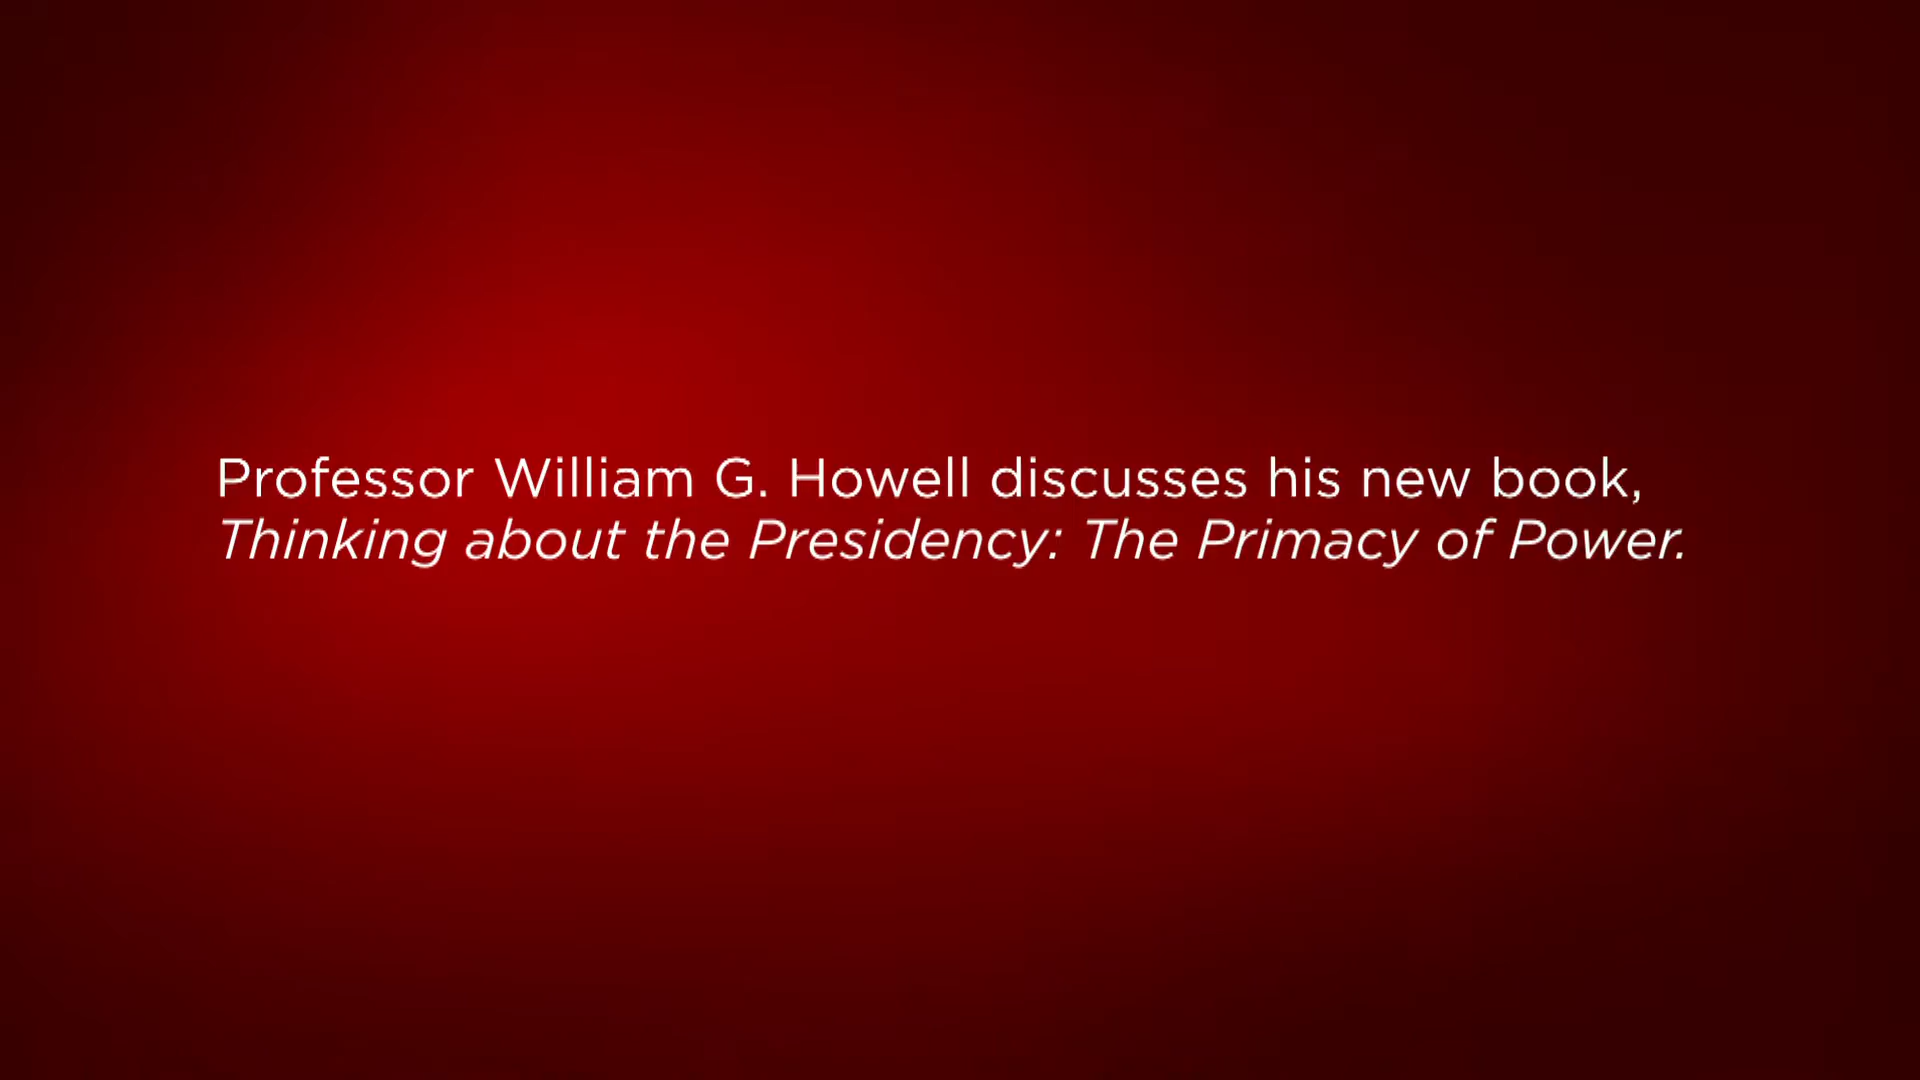 Professor William G. Howell discusses his new book,
Thinking about the Presidency: The Primacy of Power.